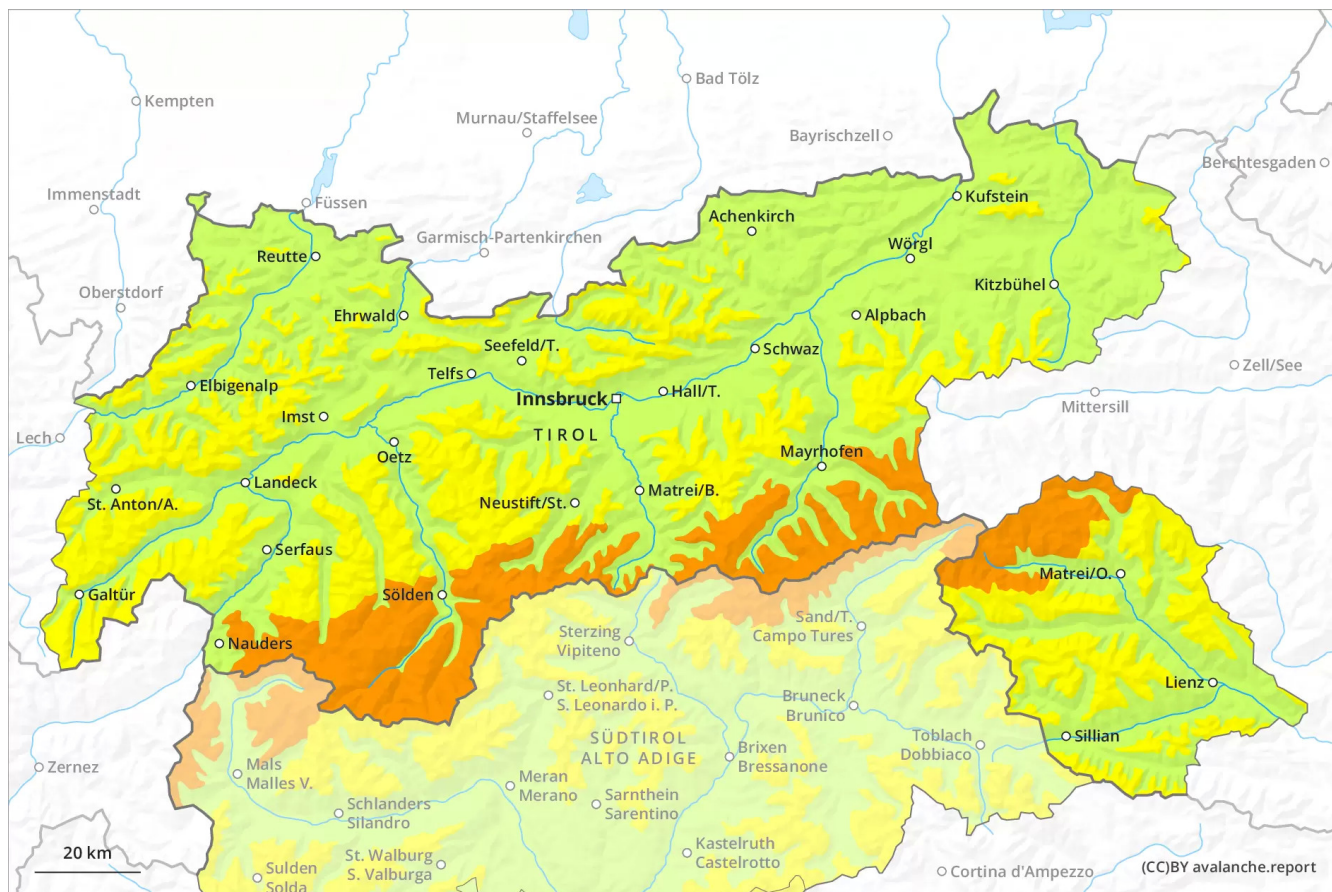 Bad Tölz
Kempten
Murnau/Staffelsee
Bayrischzell
Berchtesgaden
Immenstadt
Füssen
Kufstein
Achenkirch
Garmisch-Partenkirchen
Wörgl
Reutte
Kitzbühel
Oberstdorf
Ehrwald
Alpbach
Seefeld/T.
Schwaz
Zell/See
Telfs
Elbigenalp
Hall/T.
Innsbruck
Mittersill
Imst
Lech
TIROL
Oetz
Mayrhofen
Landeck
Matrei/B.
St. Anton/A.
Neustift/St.
Serfaus
Matrei/O.
Galtür
Sölden
Sand/T.
Campo Tures
Nauders
Sterzing
Vipiteno
Lienz
St. Leonhard/P.
S. Leonardo i. P.
Bruneck
Brunico
SÜDTIROL
ALTO ADIGE
Toblach
Dobbiaco
Sillian
Brixen
Bressanone
Zernez
Mals
Malles V.
Meran
Merano
Sarnthein
Sarentino
Schlanders
Silandro
Kastelruth
Castelrotto
20 km
St. Walburg
S. Valburga
Sulden
Solda
Cortina d'Ampezzo
(CC)BY avalanche.report